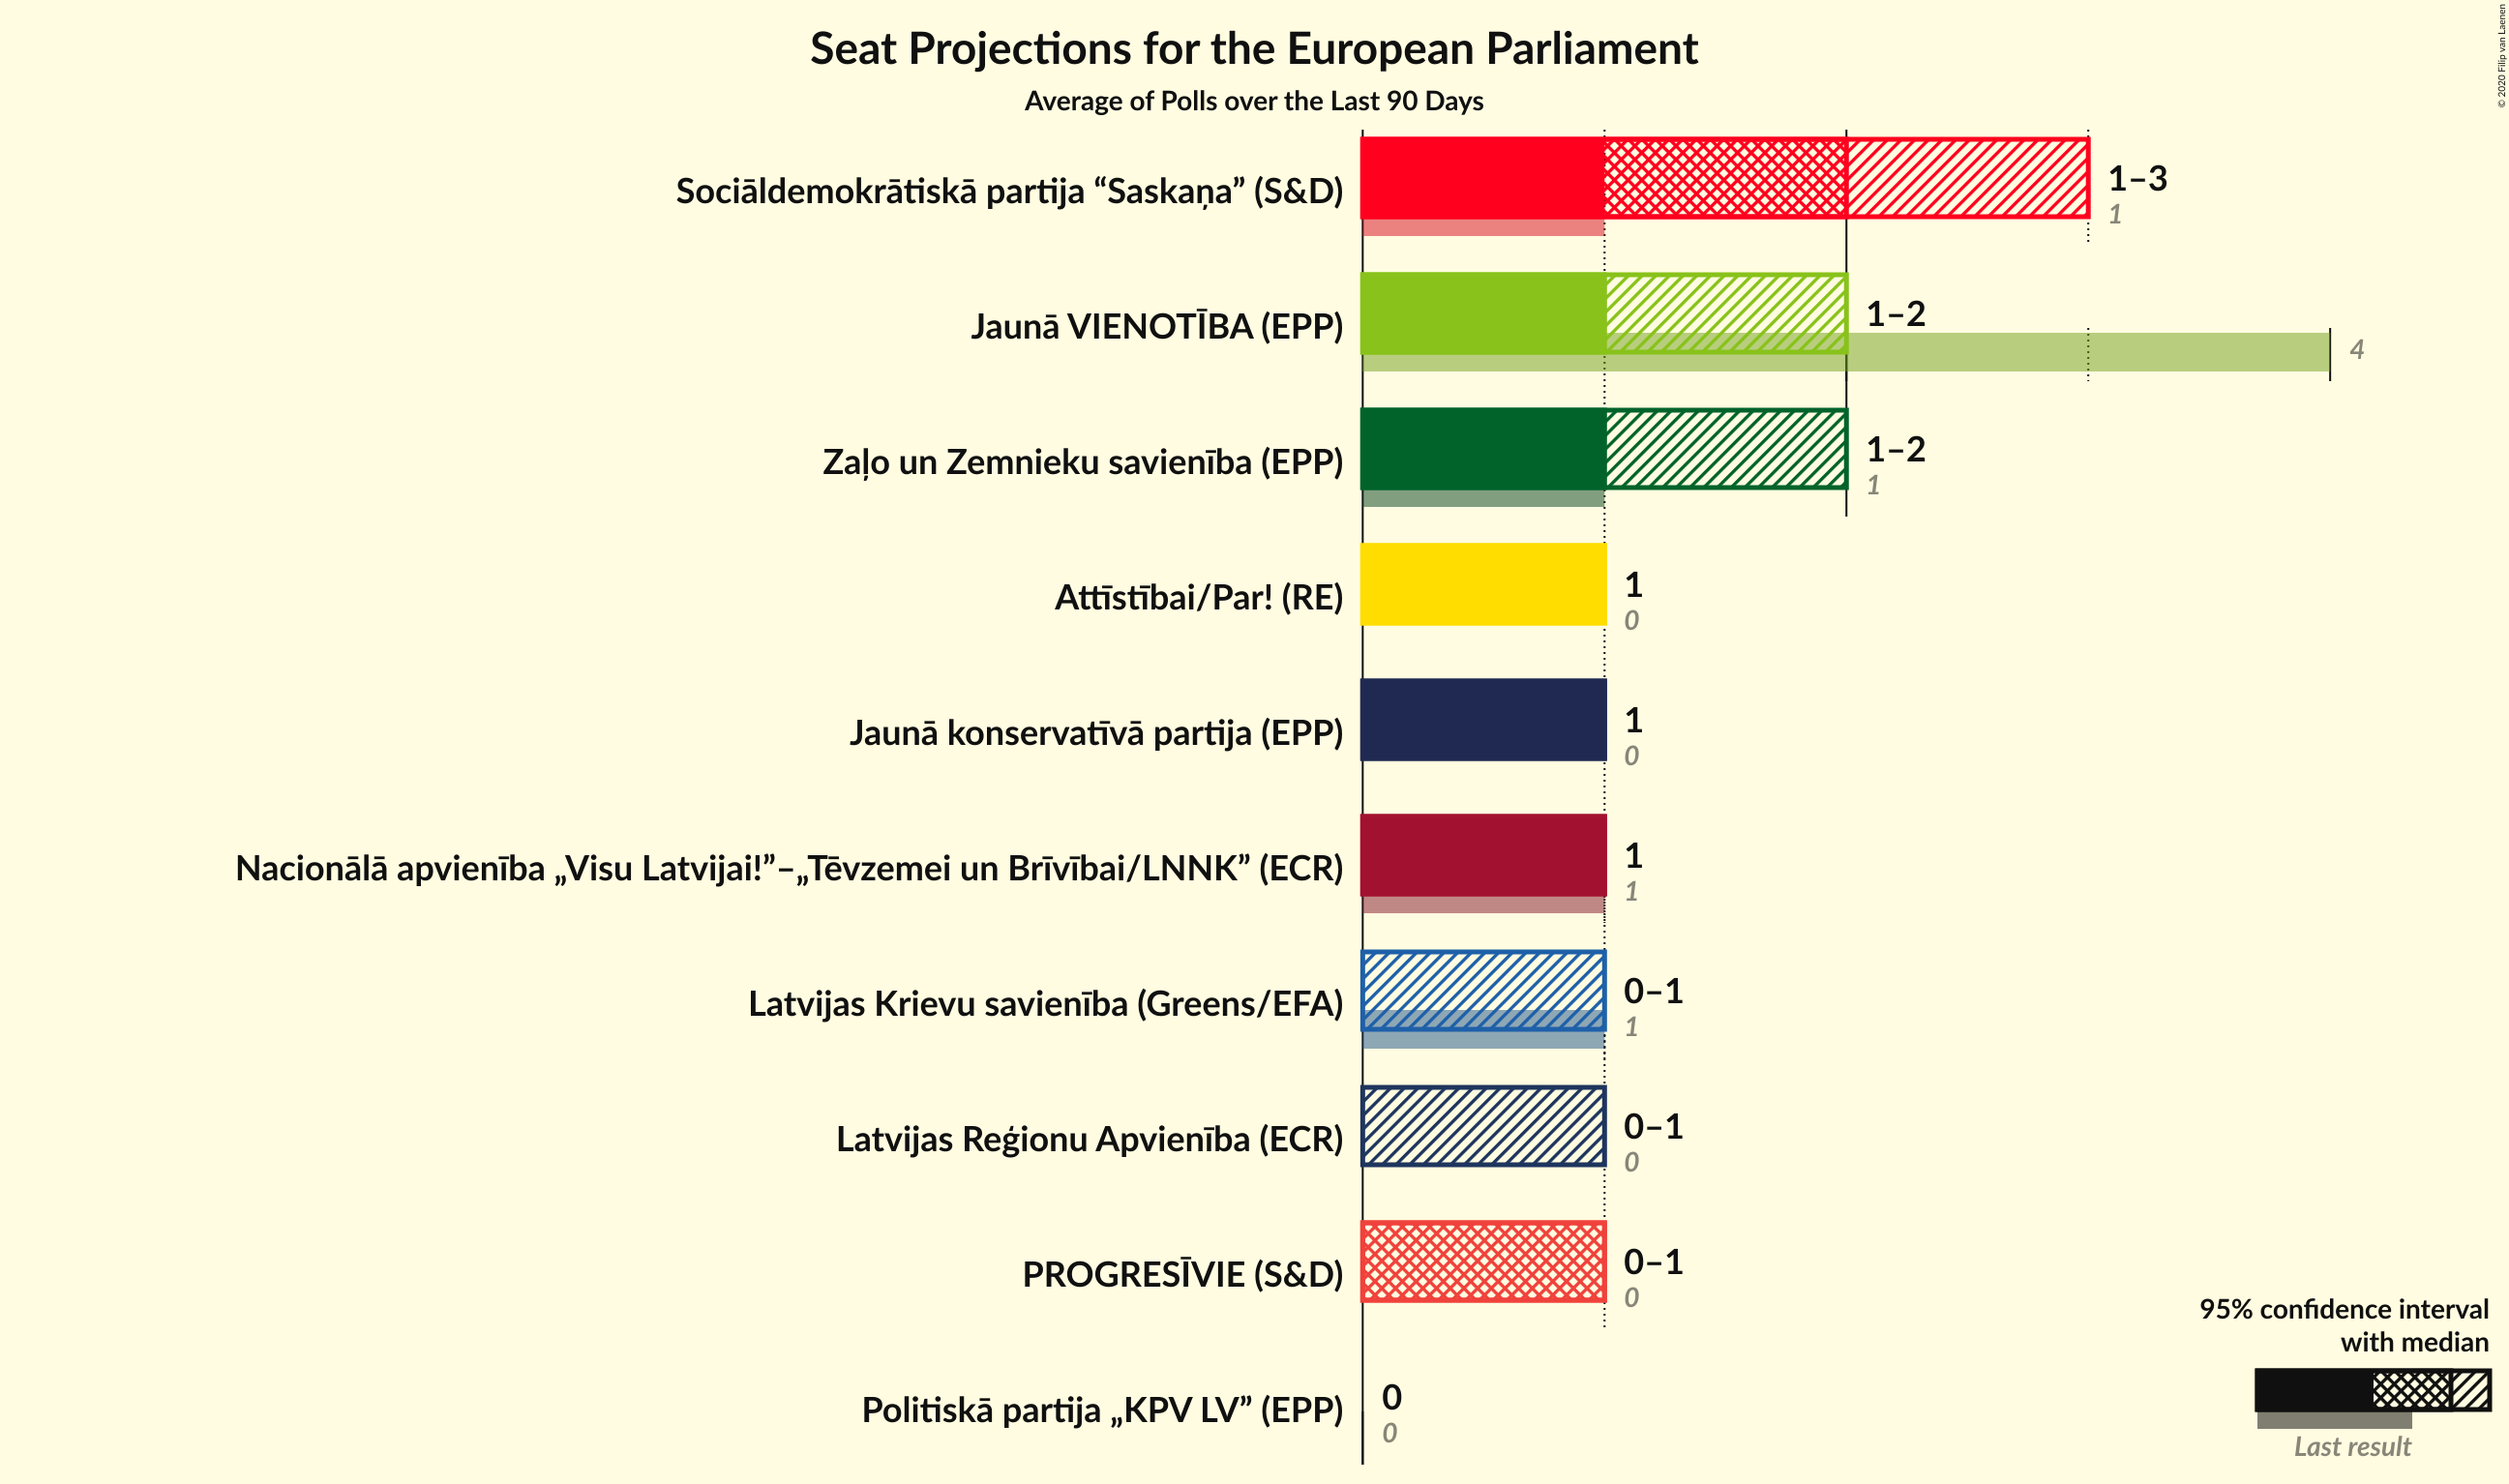 Seat Projections for the European Parliament
Average of Polls over the Last 90 Days
© 2020 Filip van Laenen
Sociāldemokrātiskā partija “Saskaņa” (S&D)
1–3
1
Jaunā VIENOTĪBA (EPP)
1–2
4
Zaļo un Zemnieku savienība (EPP)
1–2
1
Attīstībai/Par! (RE)
1
0
Jaunā konservatīvā partija (EPP)
1
0
Nacionālā apvienība „Visu Latvijai!”–„Tēvzemei un Brīvībai/LNNK” (ECR)
1
1
Latvijas Krievu savienība (Greens/EFA)
0–1
1
Latvijas Reģionu Apvienība (ECR)
0–1
0
PROGRESĪVIE (S&D)
0–1
0
Politiskā partija „KPV LV” (EPP)
0
0
95% confidence interval
with median
Last result